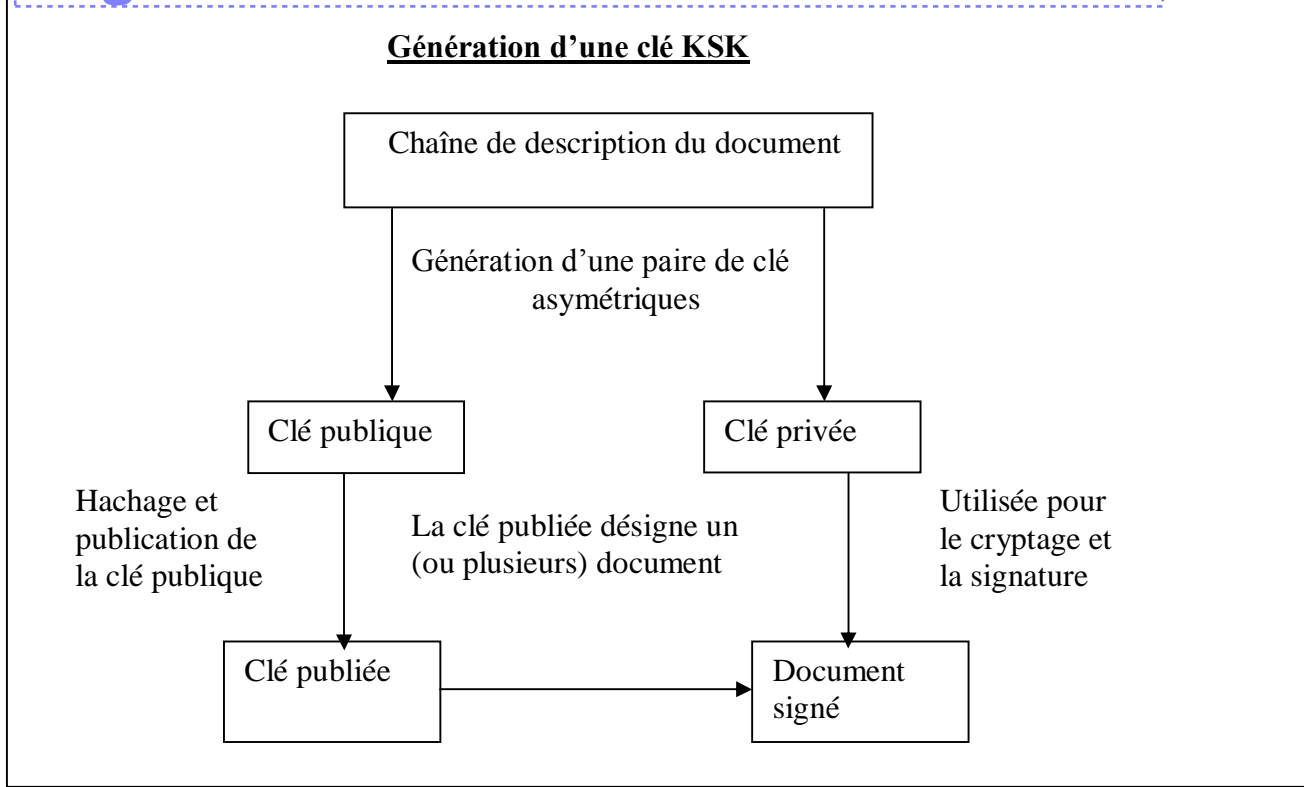 Génération d’une clé KSK
Chaîne de description du document
Génération d’une paire de clé
asymétriques
Clé publique
Clé privée
Hachage et
publication de
la clé publique
La clé publiée désigne un
(ou plusieurs) document
Utilisée pour
le cryptage et
la signature
Clé publiée
Document
signé